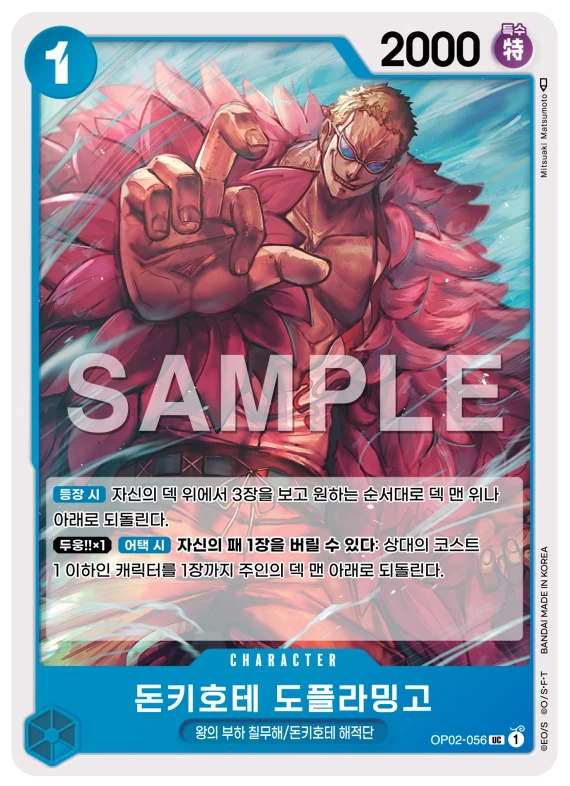 1
2000
특수
特
Mitsuaki Matsumoto
SAMPLE
등장 시 자신의 덱 위에서 3장을 보고 원하는 순서대로 덱 맨 위나
아래로 되돌린다.
두웅!!×1 어택 시 자신의 패 1장을 버릴 수 있다: 상대의 코스트
1 이하인 캐릭터를 1장까지 주인의 덱 맨 아래로 되돌린다.
CHARACTER
돈키호테 도플라밍고
왕의 부하 칠무해/돈키호테 해적단
OP02-056 UC 1
©EO/S ©O/S·F·T BANDAI MADE IN KOREA